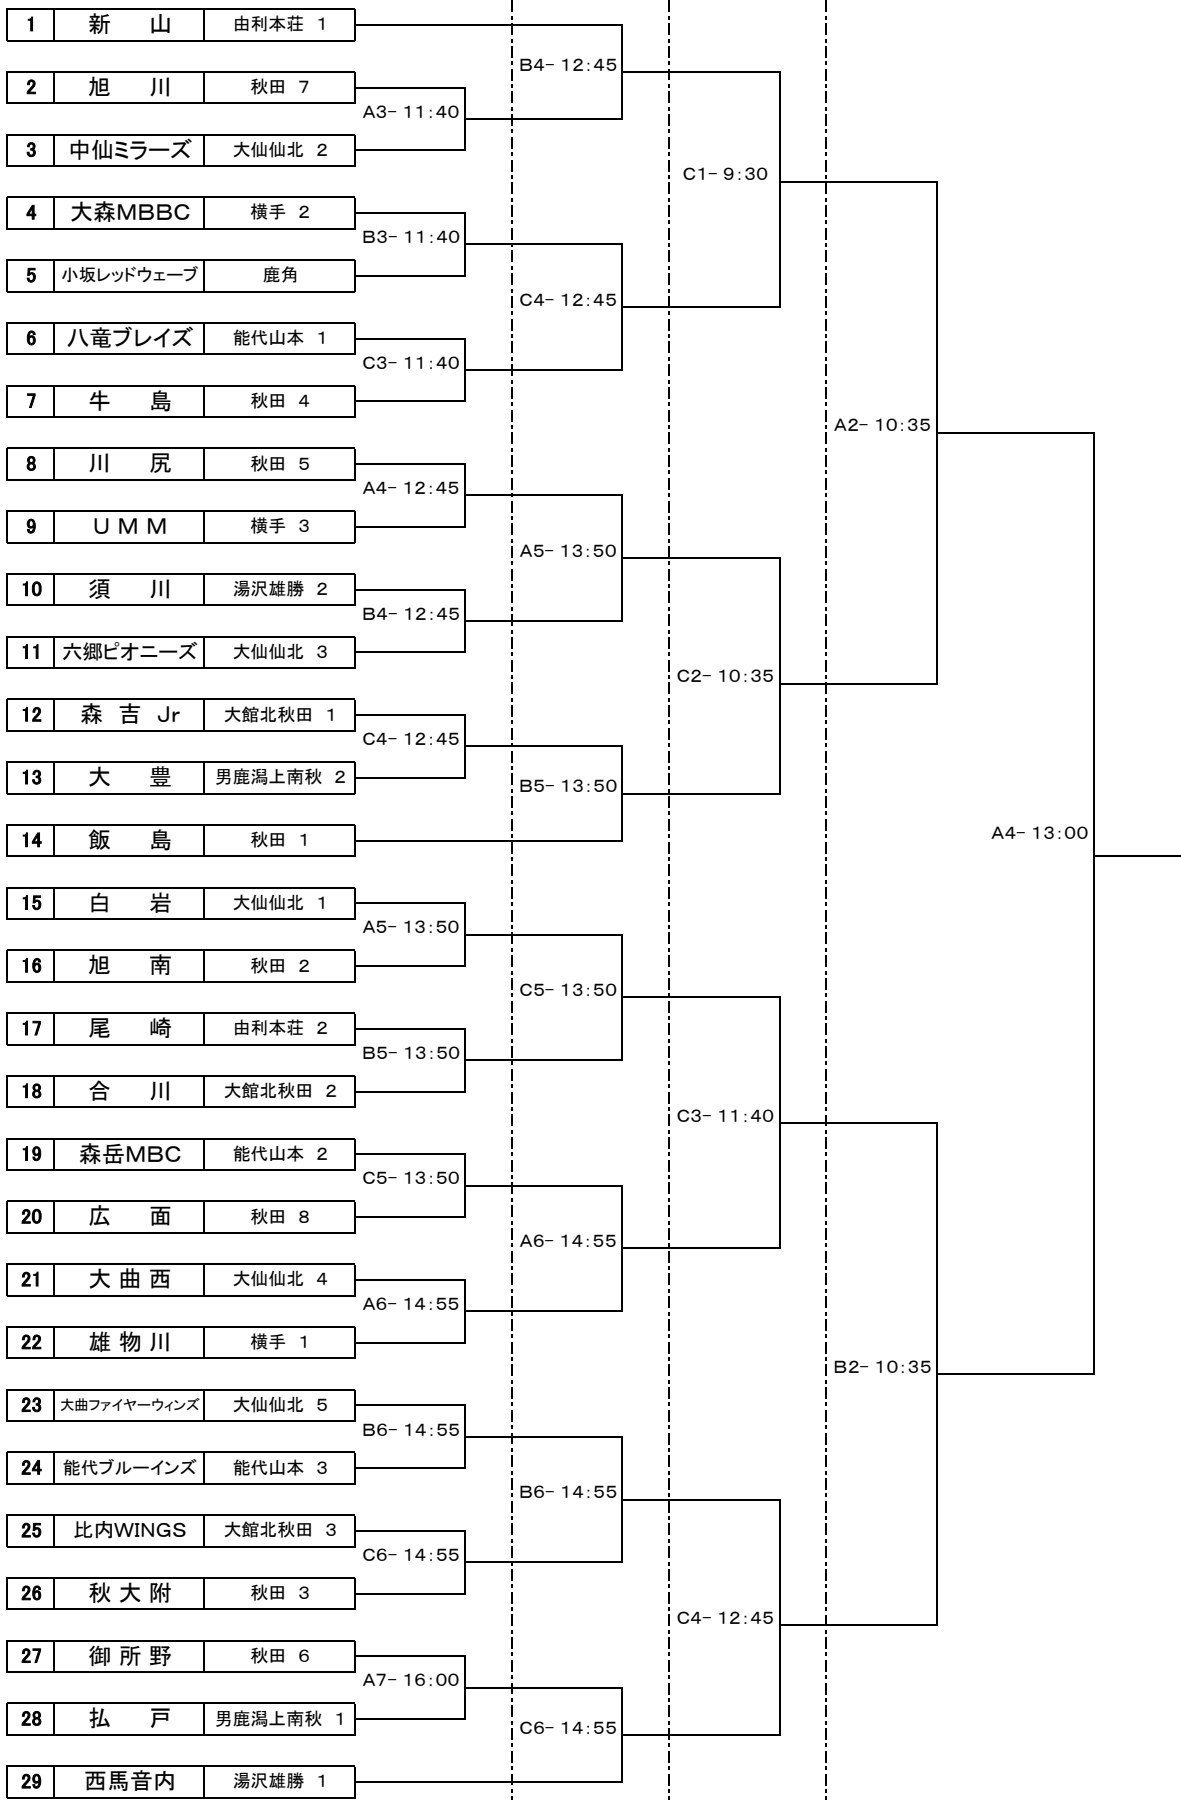 1 新 山 由利本荘 1
B4- 12:45
2 旭 川 秋田 7
A3- 11:40
3 中仙ミラーズ 大仙仙北 2
C1- 9:30
4 大森MBBC 横手 2
B3- 11:40
5 小坂レッドウェーブ 鹿角
C4- 12:45
6 八竜ブレイズ 能代山本 1
C3- 11:40
7 牛 島 秋田 4
A2- 10:35
8 川 尻 秋田 5
A4- 12:45
9 UMM 横手 3
A5- 13:50
10 須 川 湯沢雄勝 2
B4- 12:45
11 六郷ピオニーズ 大仙仙北 3
C2- 10:35
12 森 吉 Jr 大館北秋田 1
C4- 12:45
13 大 豊 男鹿潟上南秋 2
B5- 13:50
14 飯 島 秋田 1
A4- 13:00
15 白 岩 大仙仙北 1
A5- 13:50
16 旭 南 秋田 2
C5- 13:50
17 尾 崎 由利本荘 2
B5- 13:50
18 合 川 大館北秋田 2
C3- 11:40
19 森岳MBC 能代山本 2
C5- 13:50
20 広 面 秋田 8
A6- 14:55
21 大 曲 西 大仙仙北 4
A6- 14:55
22 雄 物 川 横手 1
B2- 10:35
23 大曲ファイヤーウィンズ 大仙仙北 5
B6- 14:55
24 能代ブルーインズ 能代山本 3
B6- 14:55
25 比内WINGS 大館北秋田 3
C6- 14:55
26 秋 大 附 秋田 3
C4- 12:45
27 御 所 野 秋田 6
A7- 16:00
28 払 戸 男鹿潟上南秋 1
C6- 14:55
29 西馬音内 湯沢雄勝 1